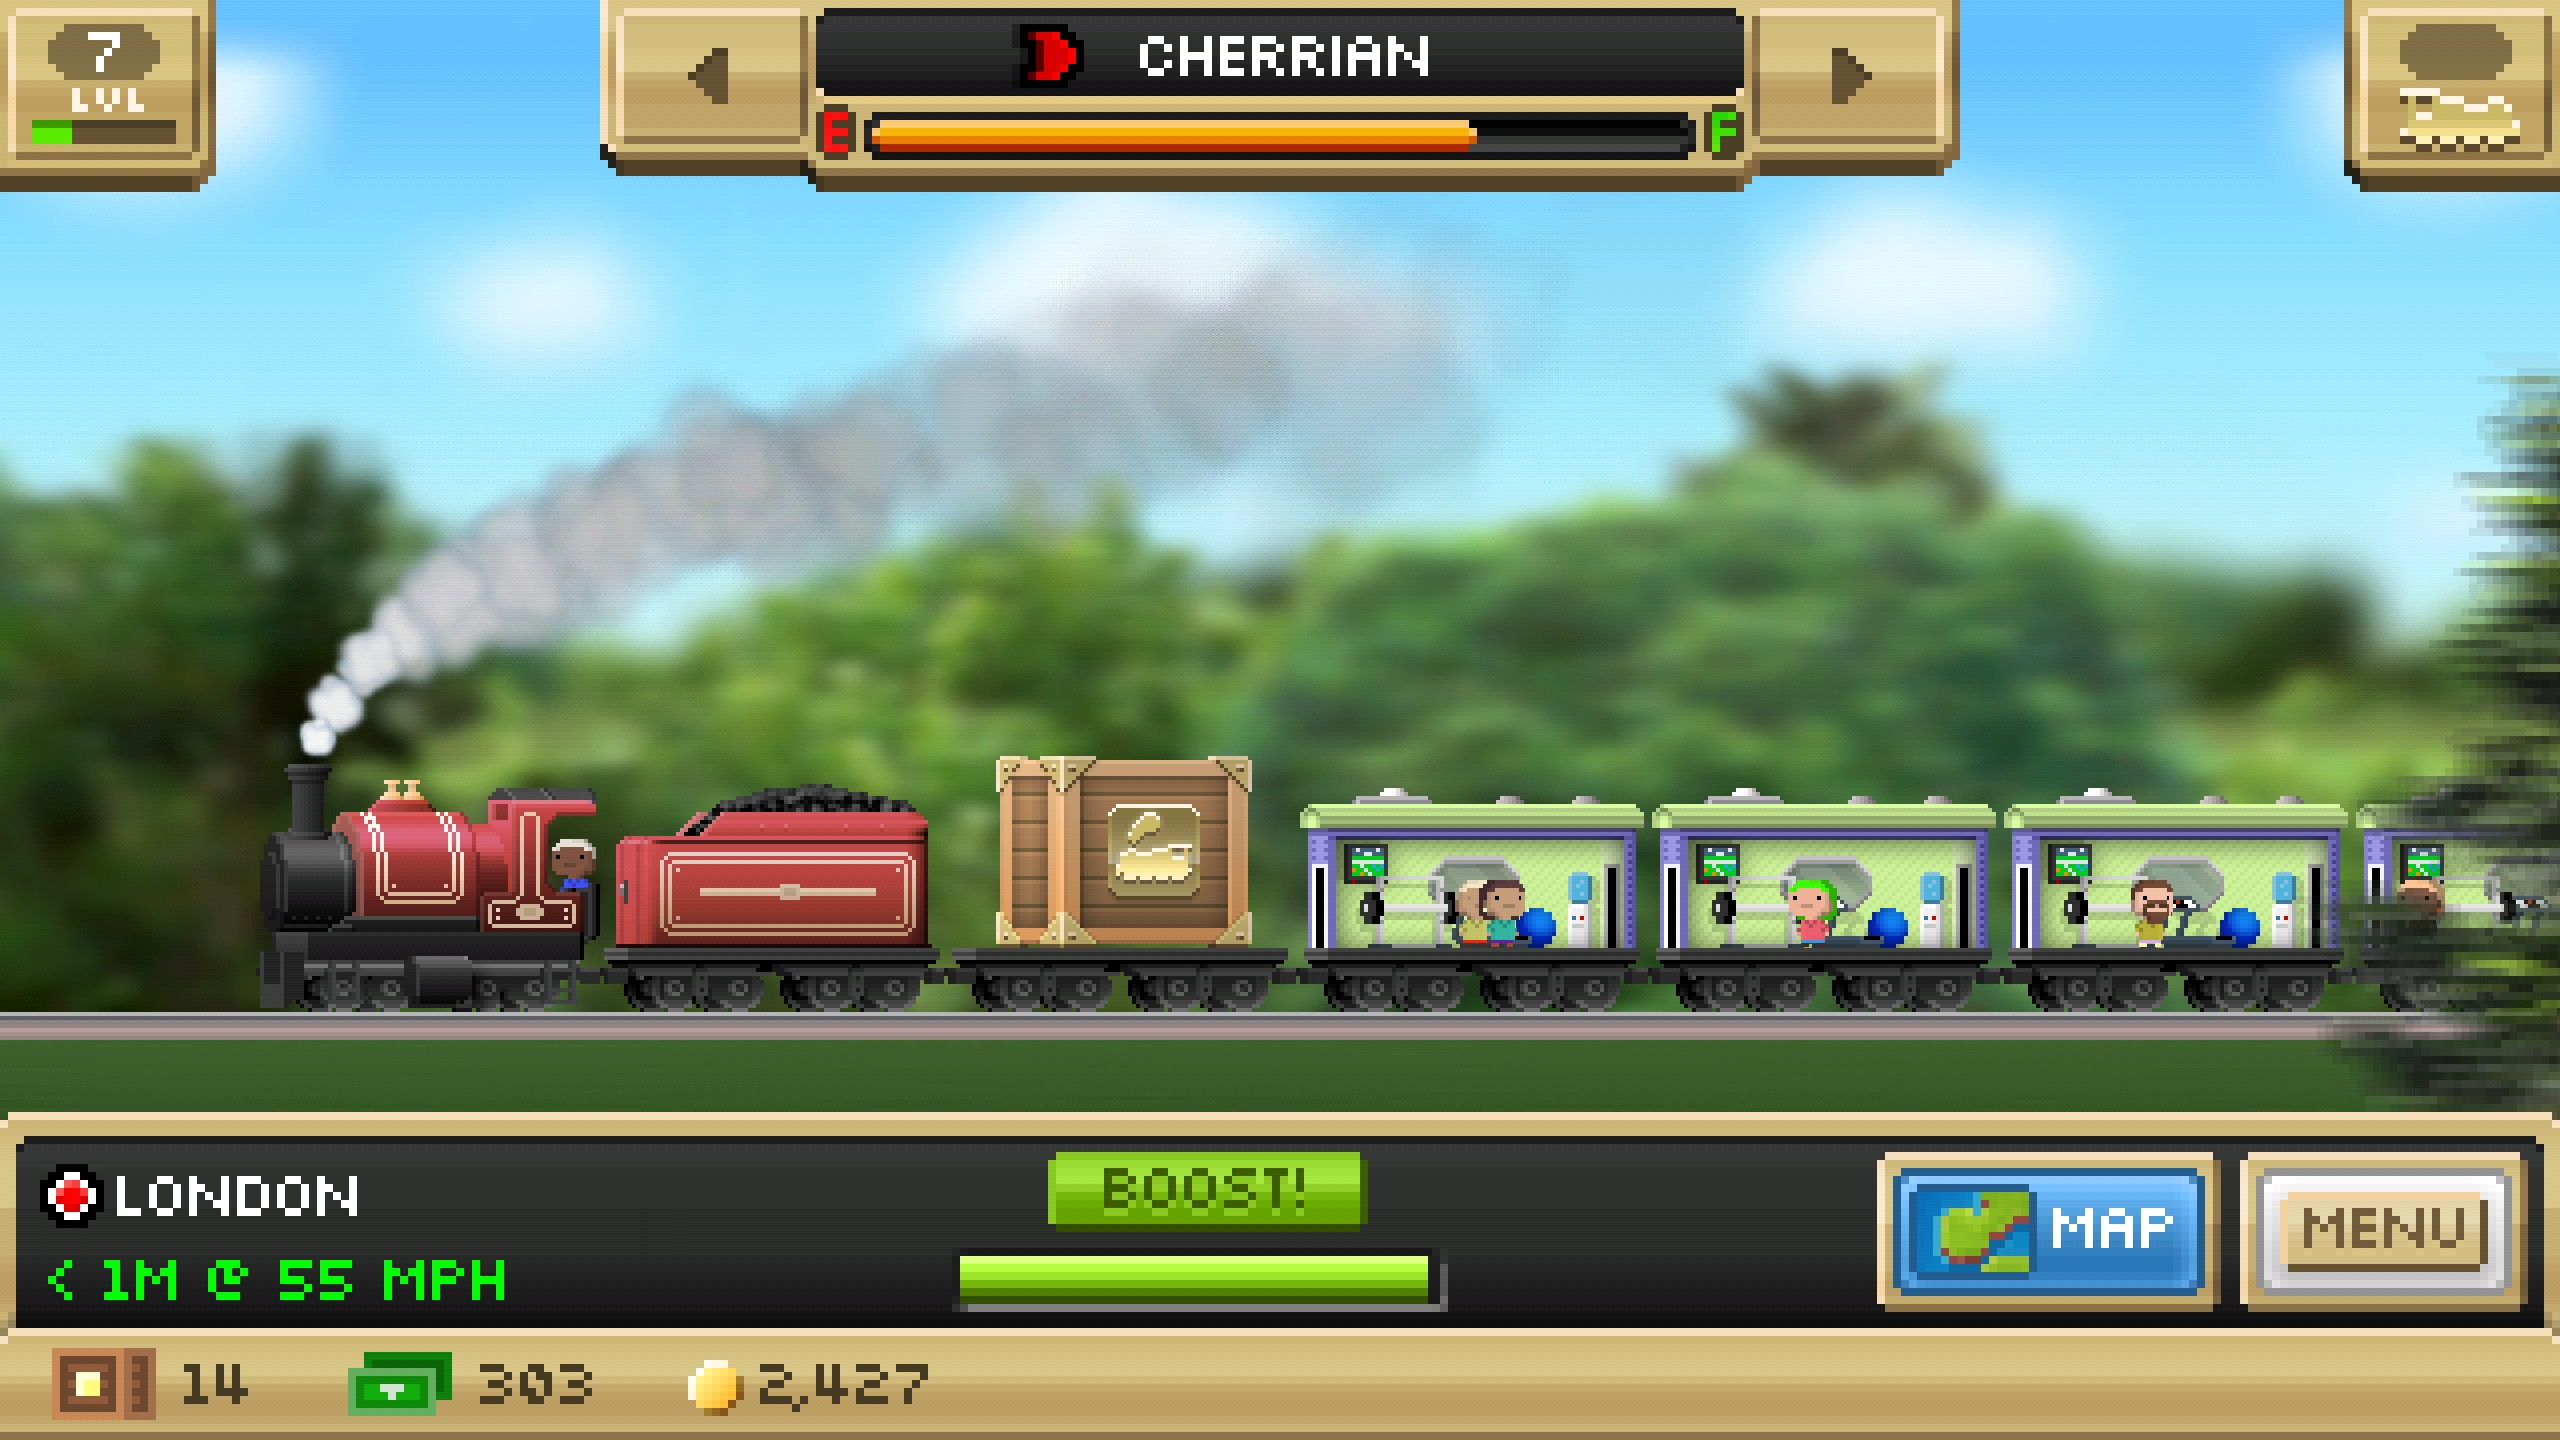 7
LVL
CHERRIAN
E F
LONDON
< 1M @ 55 MPH
BOOST!
MAP
MENU
14
303
2,427